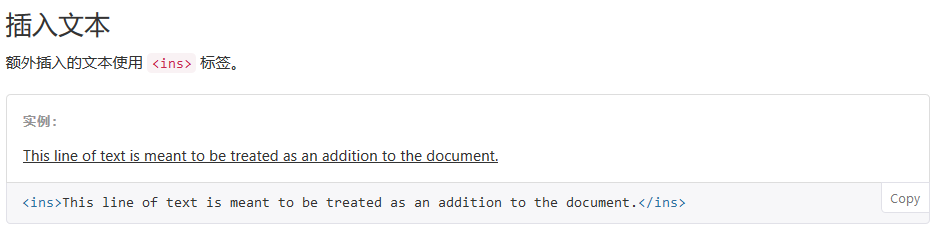 插入文本
额外插入的文本使用 <ins> 标签。
实例：
This line of text is meant to be treated as an addition to the document.
<ins>This line of text is meant to be treated as an addition to the document.</ins>
Copy